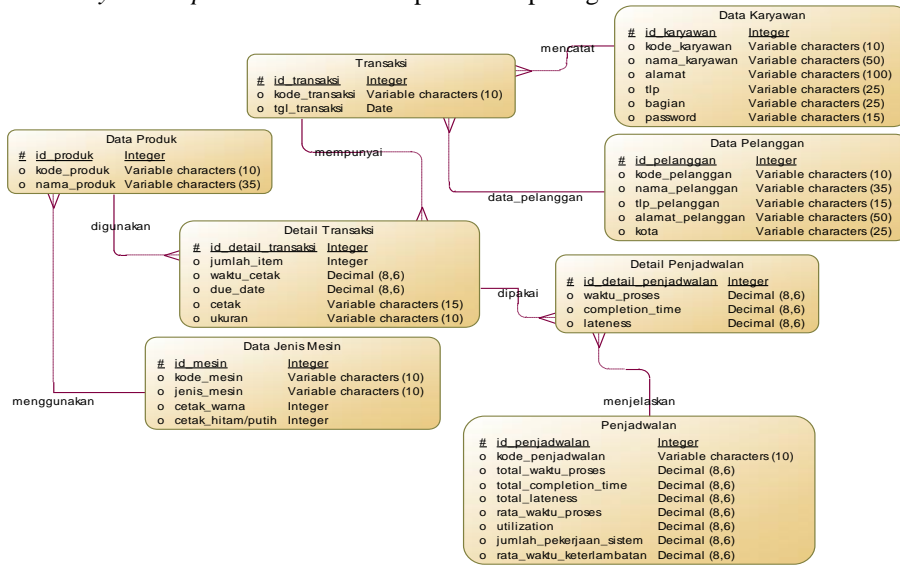 Data Karyawan
# id_karyawan Integer
o kode_karyawan Variable characters (10)
o nama_karyawan Variable characters (50)
o alamat Variable characters (100)
o tlp Variable characters (25)
o bagian Variable characters (25)
o password Variable characters (15)
mencatat
Transaksi
# id_transaksi Integer
o kode_transaksi Variable characters (10)
o tgl_transaksi Date
Data Produk
# id_produk Integer
o kode_produk Variable characters (10)
o nama_produk Variable characters (35)
mempunyai
Data Pelanggan
# id_pelanggan Integer
o kode_pelanggan Variable characters (10)
o nama_pelanggan Variable characters (35)
o tlp_pelanggan Variable characters (15)
o alamat_pelanggan Variable characters (50)
o kota Variable characters (25)
data_pelanggan
digunakan
Detail Transaksi
# id_detail_transaksi Integer
o jumlah_item Integer
o waktu_cetak Decimal (8,6)
o due_date Decimal (8,6)
o cetak Variable characters (15)
o ukuran Variable characters (10)
dipakai
Detail Penjadwalan
# id_detail_penjadwalan Integer
o waktu_proses Decimal (8,6)
o completion_time Decimal (8,6)
o lateness Decimal (8,6)
Data Jenis Mesin
# id_mesin Integer
o kode_mesin Variable characters (10)
o jenis_mesin Variable characters (10)
o cetak_warna Integer
o cetak_hitam/putih Integer
menggunakan
menjelaskan
Penjadwalan
# id_penjadwalan Integer
o kode_penjadwalan Variable characters (10)
o total_waktu_proses Decimal (8,6)
o total_completion_time Decimal (8,6)
o total_lateness Decimal (8,6)
o rata_waktu_proses Decimal (8,6)
o utilization Decimal (8,6)
o jumlah_pekerjaan_sistem Decimal (8,6)
o rata_waktu_keterlambatan Decimal (8,6)